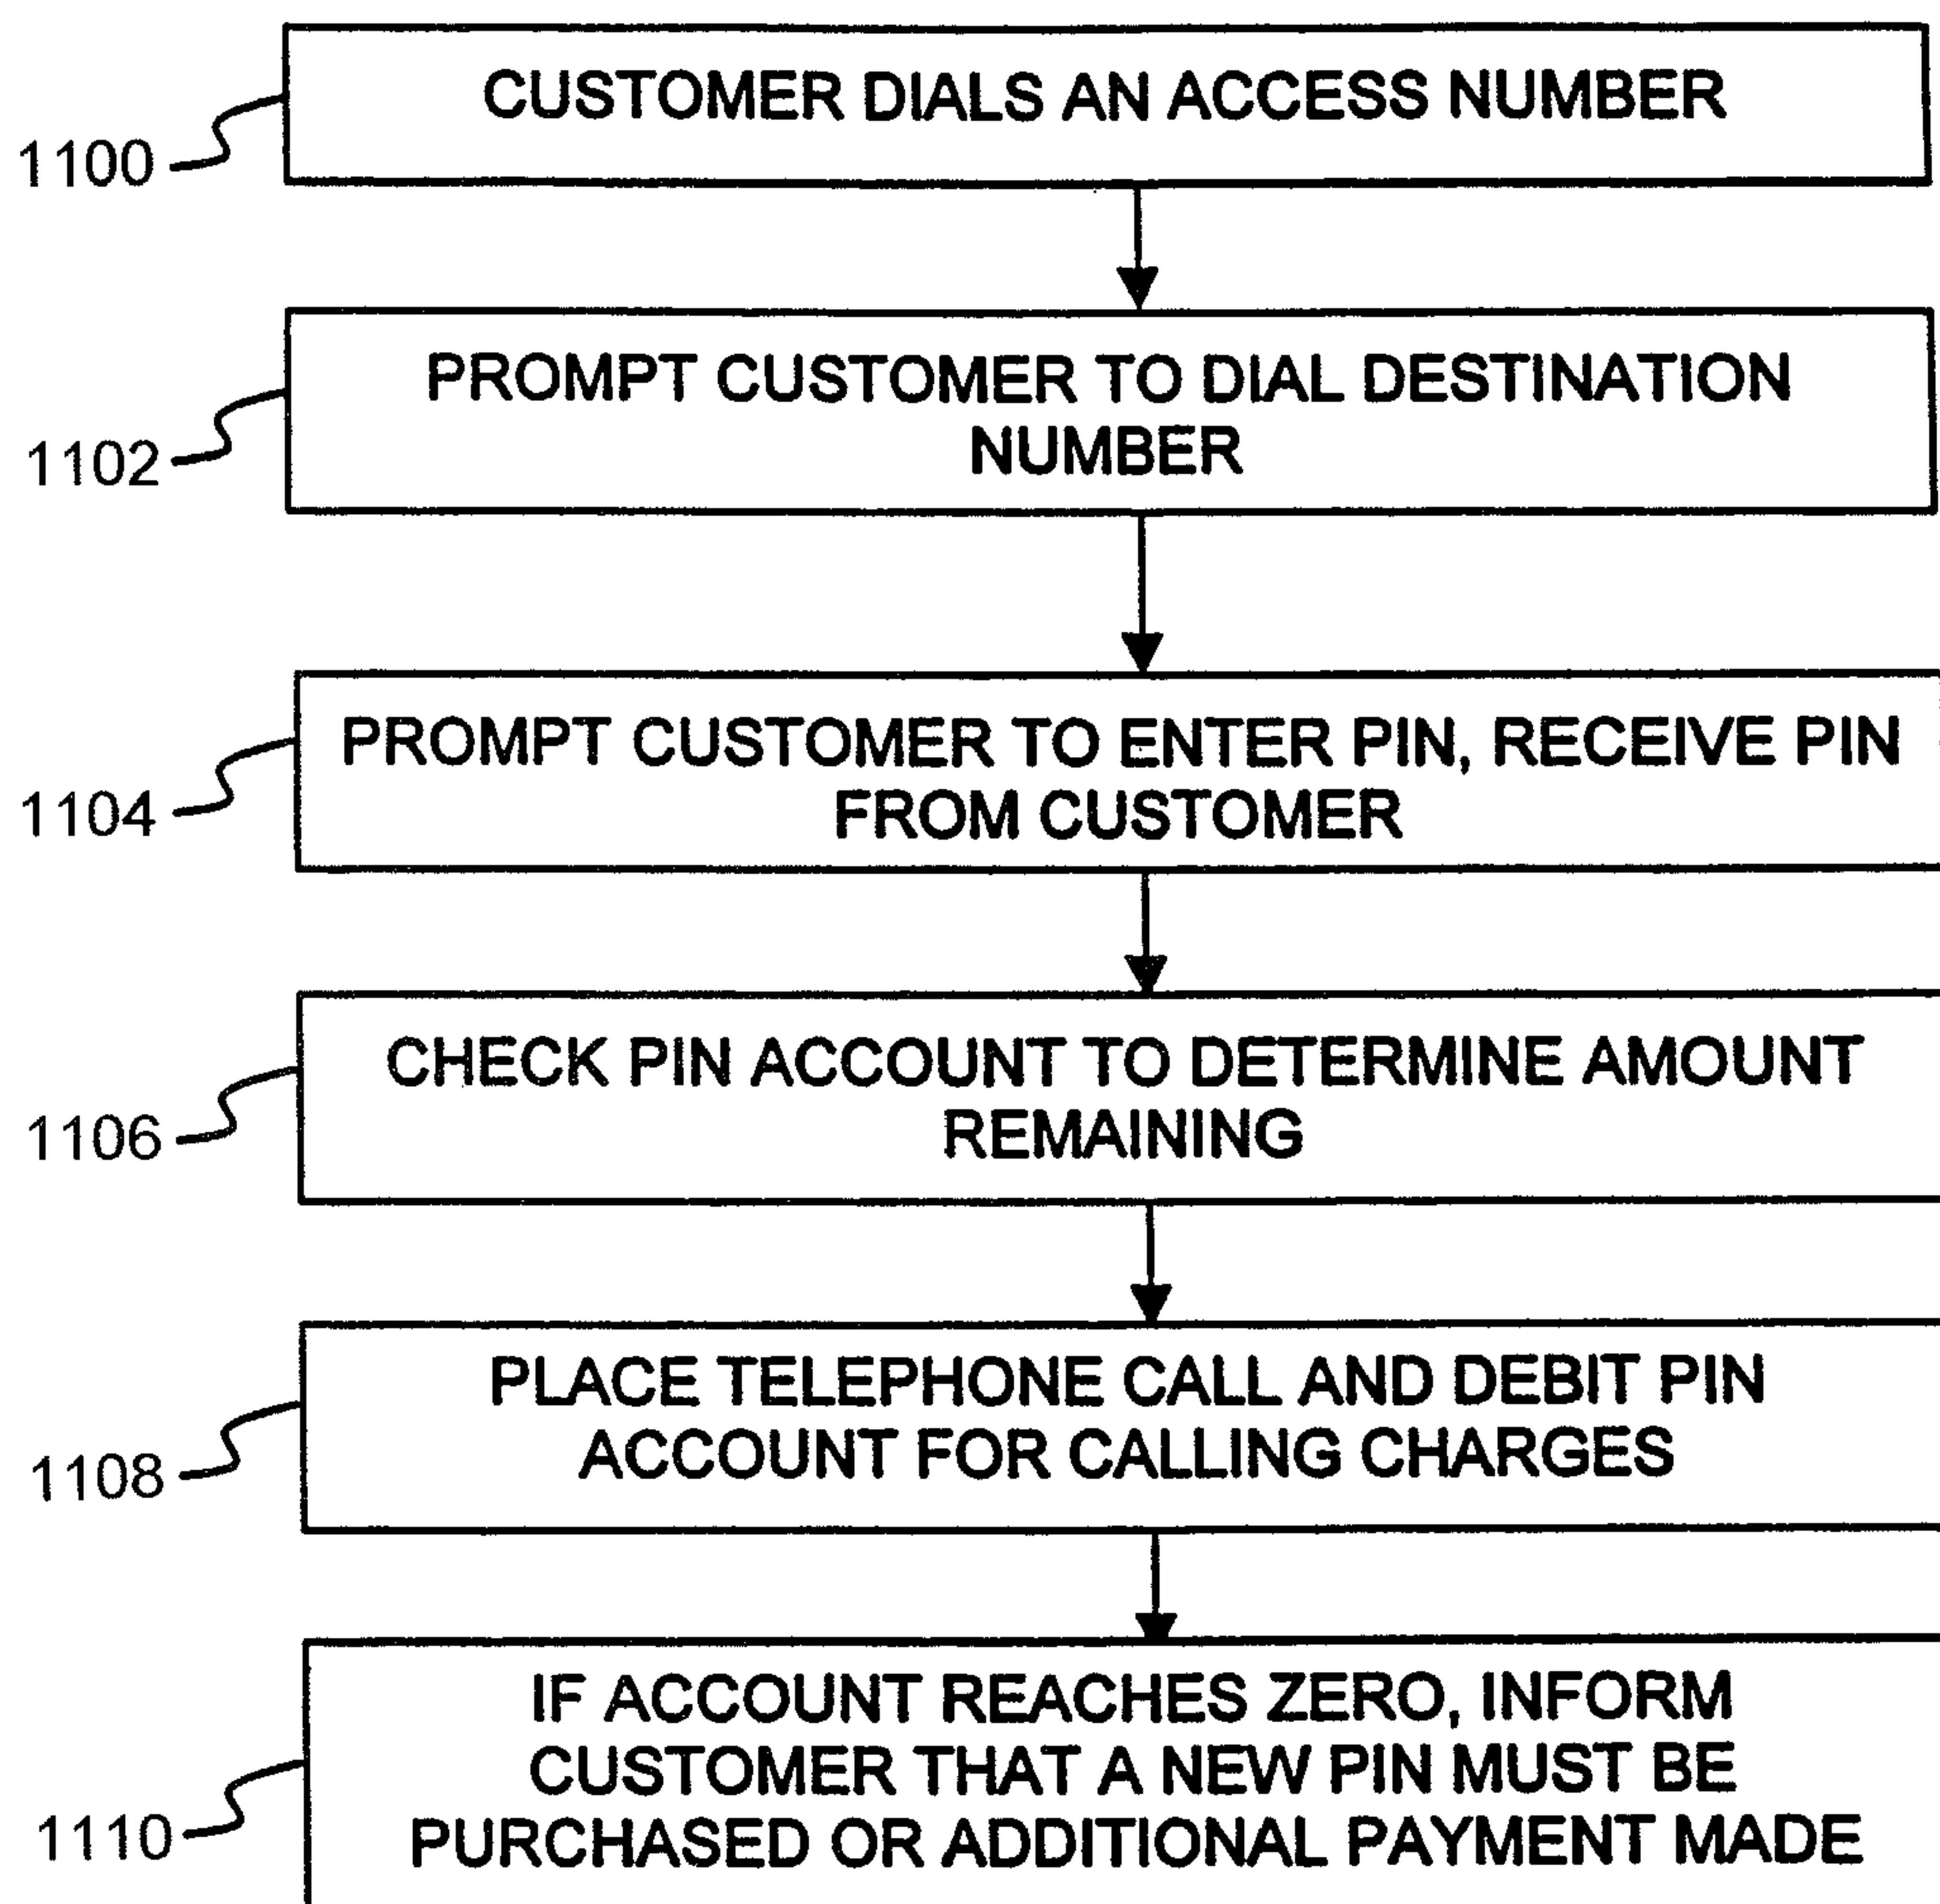 CUSTOMER DIALS AN ACCESS NUMBER
1100
PROMPT CUSTOMER TO DIAL DESTINATION
NUMBER
1102
PROMPT CUSTOMER TO ENTER PIN, RECEIVE PIN
FROM CUSTOMER
1104
CHECK PIN ACCOUNT TO DETERMINE AMOUNT
REMAINING
1106
PLACE TELEPHONE CALL AND DEBIT PIN
ACCOUNT FOR CALLING CHARGES
1108
IF ACCOUNT REACHES ZERO, INFORM
CUSTOMER THAT A NEW PIN MUST BE
PURCHASED OR ADDITIONAL PAYMENT MADE
1110